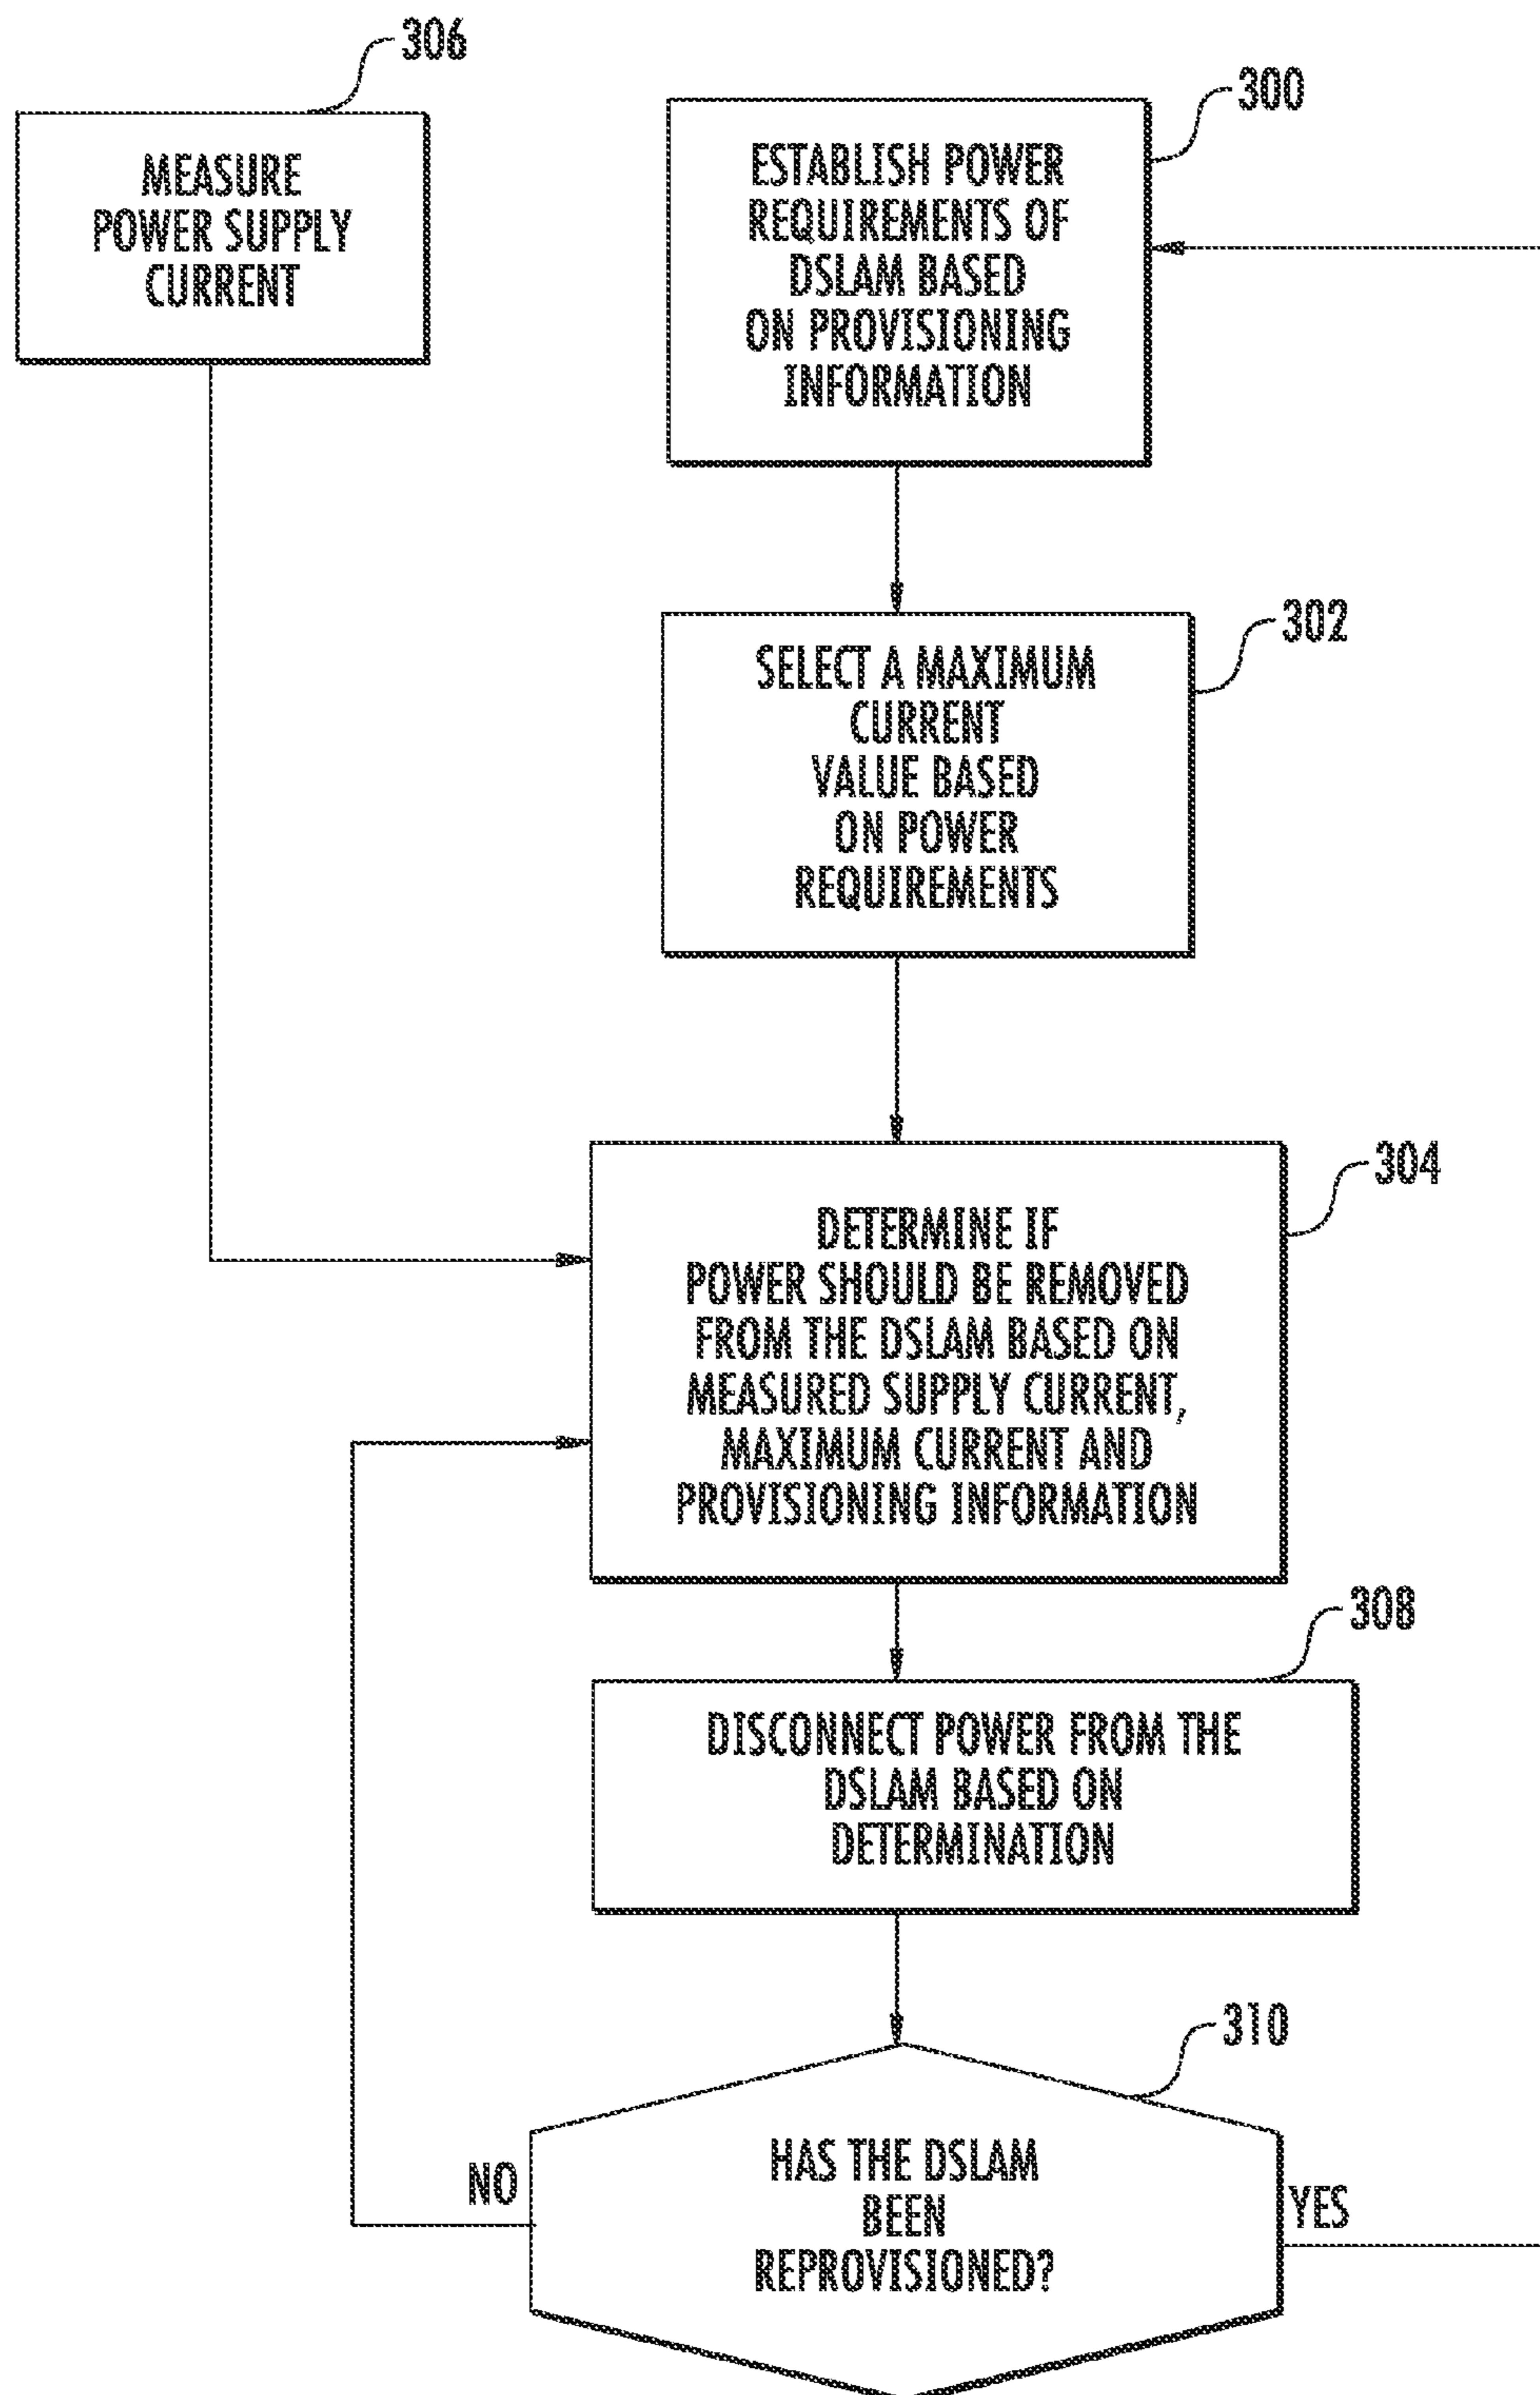 306
MEASURE
POWER SUPPLY
CURRENT
300
ESTABLISH POWER
REQUIREMENTS OF
DSLAM BASED
ON PROVISIONING
INFORMATION
302
SELECT A MAXIMUM
CURRENT
VALUE BASED
ON POWER
REQUIREMENTS
304
DETERMINE IF
POWER SHOULD BE REMOVED
FROM THE DSLAM BASED ON
MEASURED SUPPLY CURRENT,
MAXIMUM CURRENT AND
PROVISIONING INFORMATION
308
DISCONNECT POWER FROM THE
DSLAM BASED ON
DETERMINATION
310
HAS THE DSLAM
BEEN
REPROVISIONED?
NO
YES